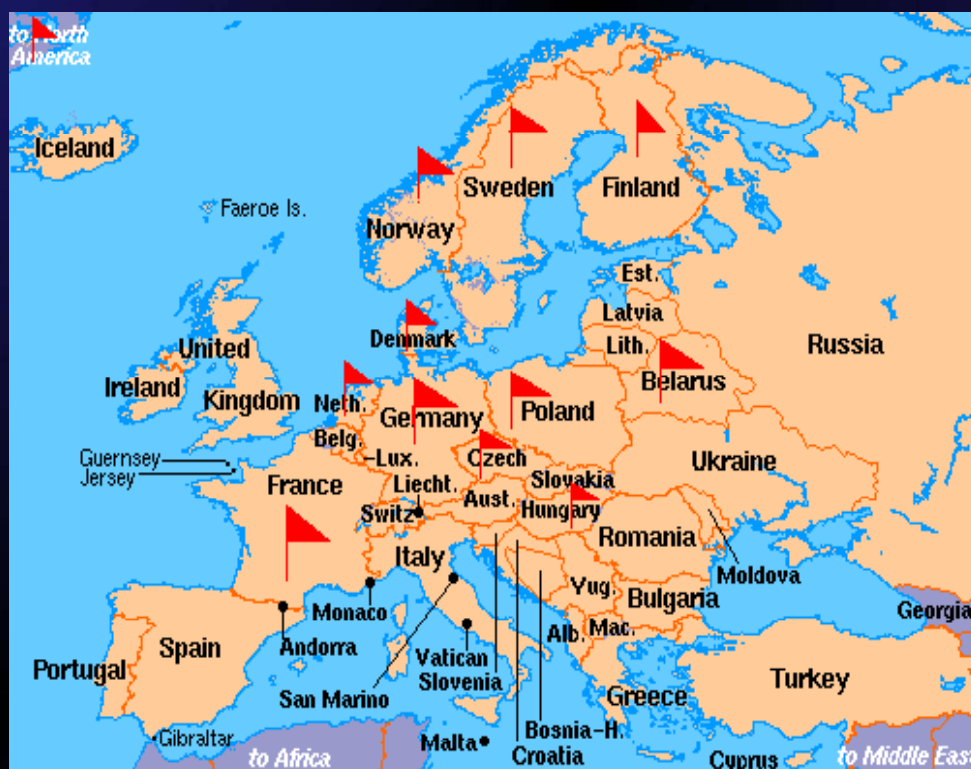 to North
America
Iceland
Faeroe Is.
Sweden
Finland
Norway
Est.
Latvia
Lith.
Russia
Denmark
United
Kingdom
Ireland
Belarus
Neth.
Germany
Poland
Belg.
-Lux.
Czech
Guernsey
Jersey
Ukraine
France
Liecht.
Slovakia
Switz
Aust.
Hungary
Romania
Italy
Moldova
Monaco
Yug.
Bulgaria
Georgia
Andorra
Alb.
Mac.
Spain
Portugal
Vatican
Slovenia
San Marino
Greece
Turkey
Gibraltar
to Africa
Malta
Bosnia-H.
Croatia
Cyprus
to Middle East